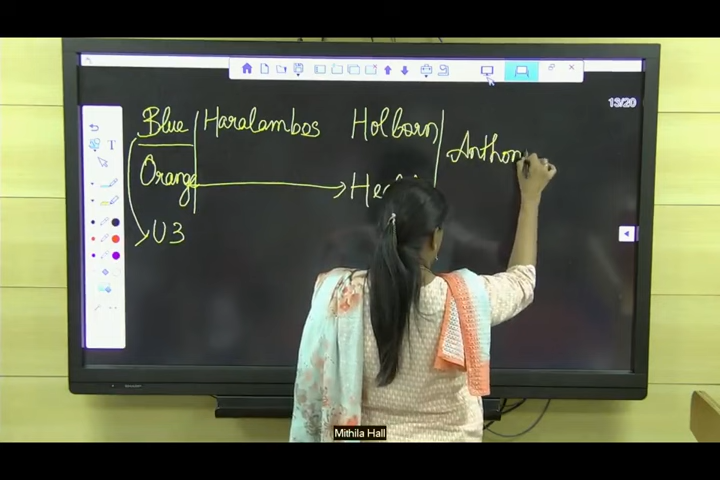 13/20
Blue Haralambos Holborn
Anthon
Orange
U3
T
Mithila Hall